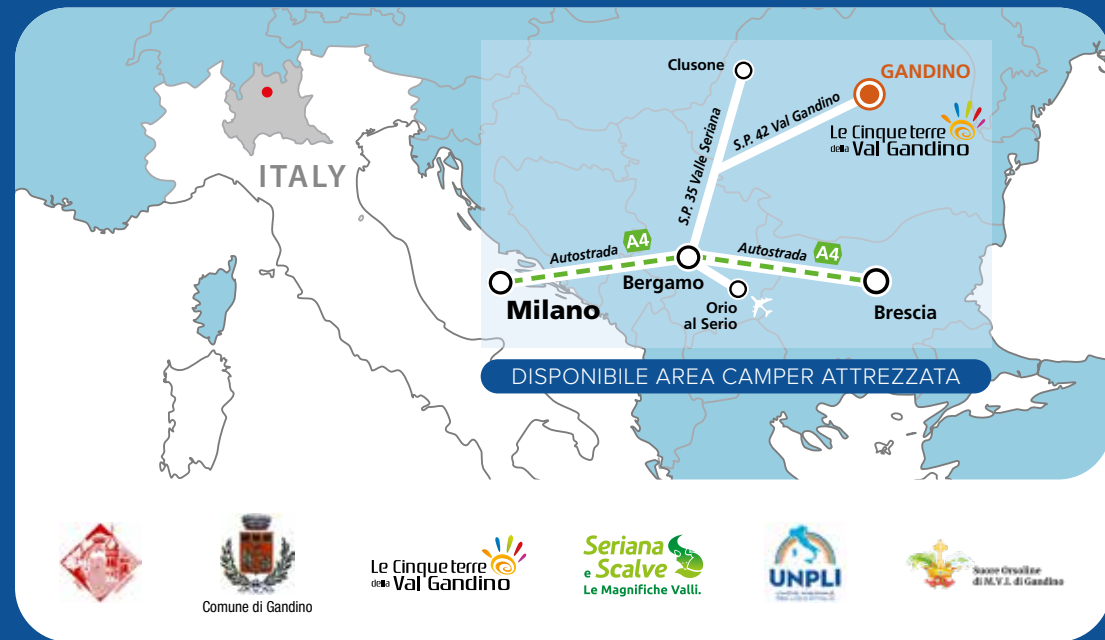 Clusone
GANDINO
S.P. 42 Val Gandino
S.P. 35 Valle Seriana
Le Cinque terre
della Val Gandino
ITALY
Autostrada A4
Autostrada A4
Bergamo
Milano
Orio
al Serio
Brescia
DISPONIBILE AREA CAMPER ATTREZZATA
Comune di Gandino
Le Cinque terre
della Val Gandino
Seriana
e Scalve
Le Magnifiche Valli.
UNPLI
Suore Orsoline
di M.V.I. di Gandino